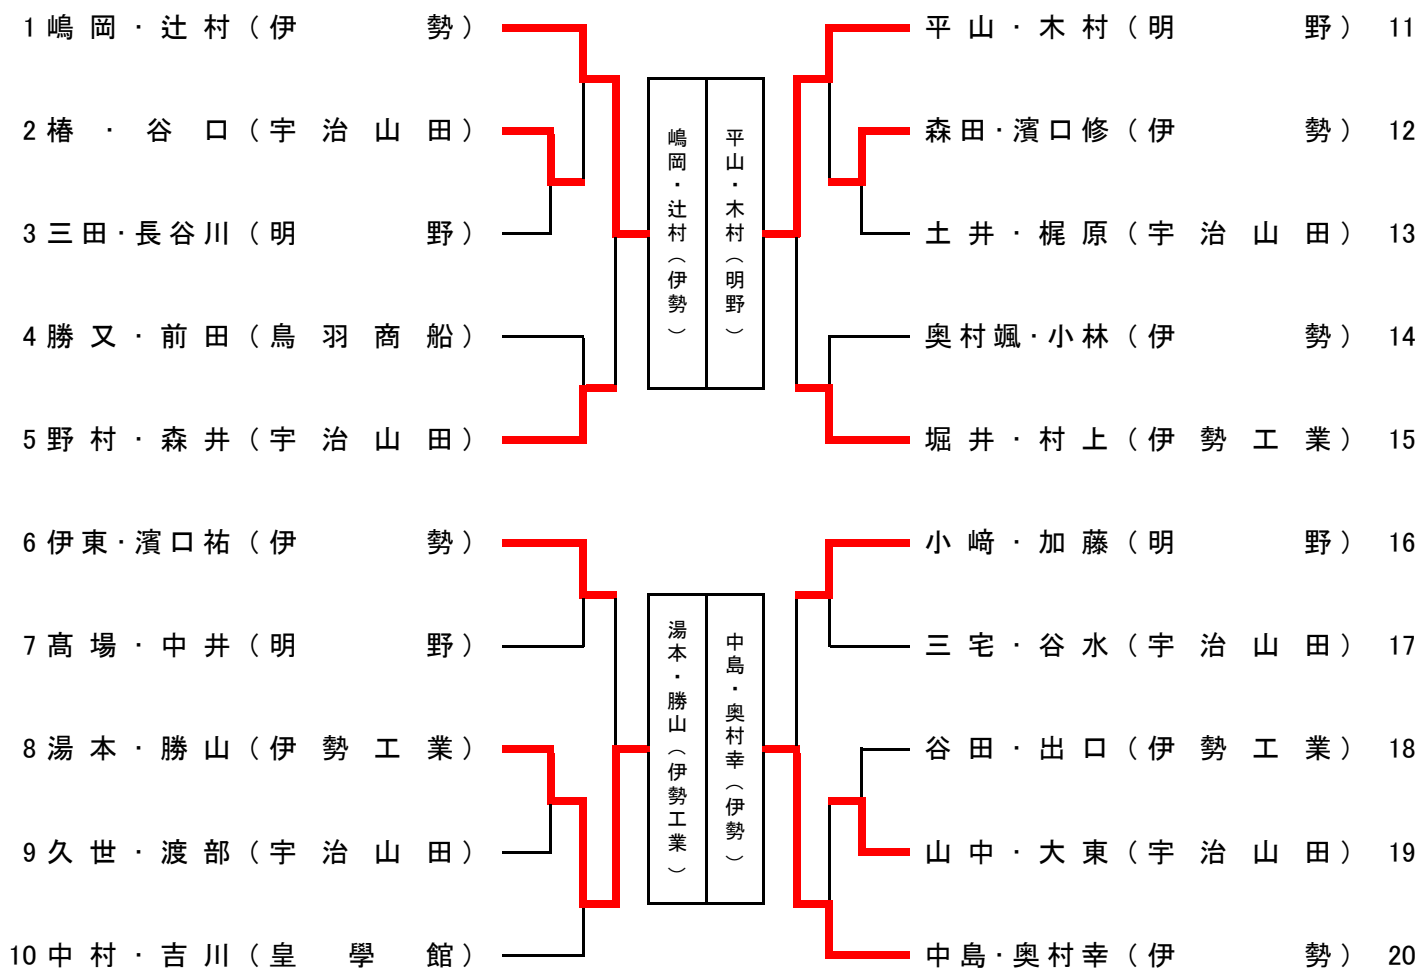 1 嶋岡・辻村(伊勢)
2 椿・谷口(宇治山田)
3 三田・長谷川(明野)
4 勝又・前田(鳥羽商船)
5 野村・森井(宇治山田)
6 伊東・濱口祐(伊勢)
7 髙場・中井(明野)
8 湯本・勝山(伊勢工業)
9 久世・渡部(宇治山田)
10 中村・吉川(皇學館)
嶋岡・辻村(伊勢)
平山・木村(明野)
湯本・勝山(伊勢工業)
中島・奥村幸(伊勢)
平山・木村(明野) 11
森田・濱口修(伊勢) 12
土井・梶原(宇治山田) 13
奥村颯・小林(伊勢) 14
堀井・村上(伊勢工業) 15
小﨑・加藤(明野) 16
三宅・谷水(宇治山田) 17
谷田・出口(伊勢工業) 18
山中・大東(宇治山田) 19
中島・奥村幸(伊勢) 20